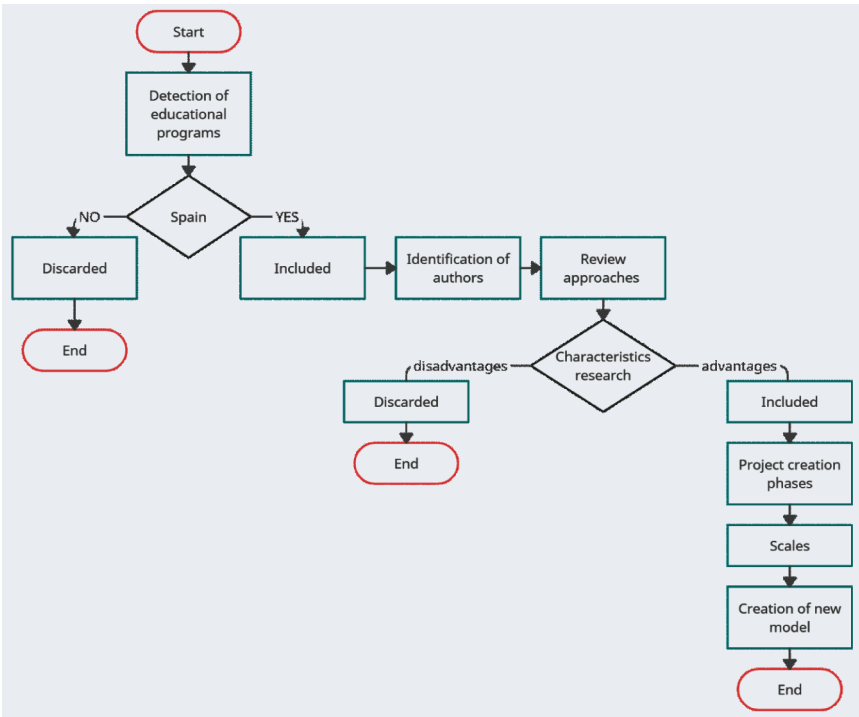 Start
Detection of
educational
programs
Spain
NO
YES
Discarded
Included
Identification of
authors
Review
approaches
End
Characteristics
research
disadvantages
advantages
Discarded
Included
End
Project creation
phases
Scales
Creation of new
model
End